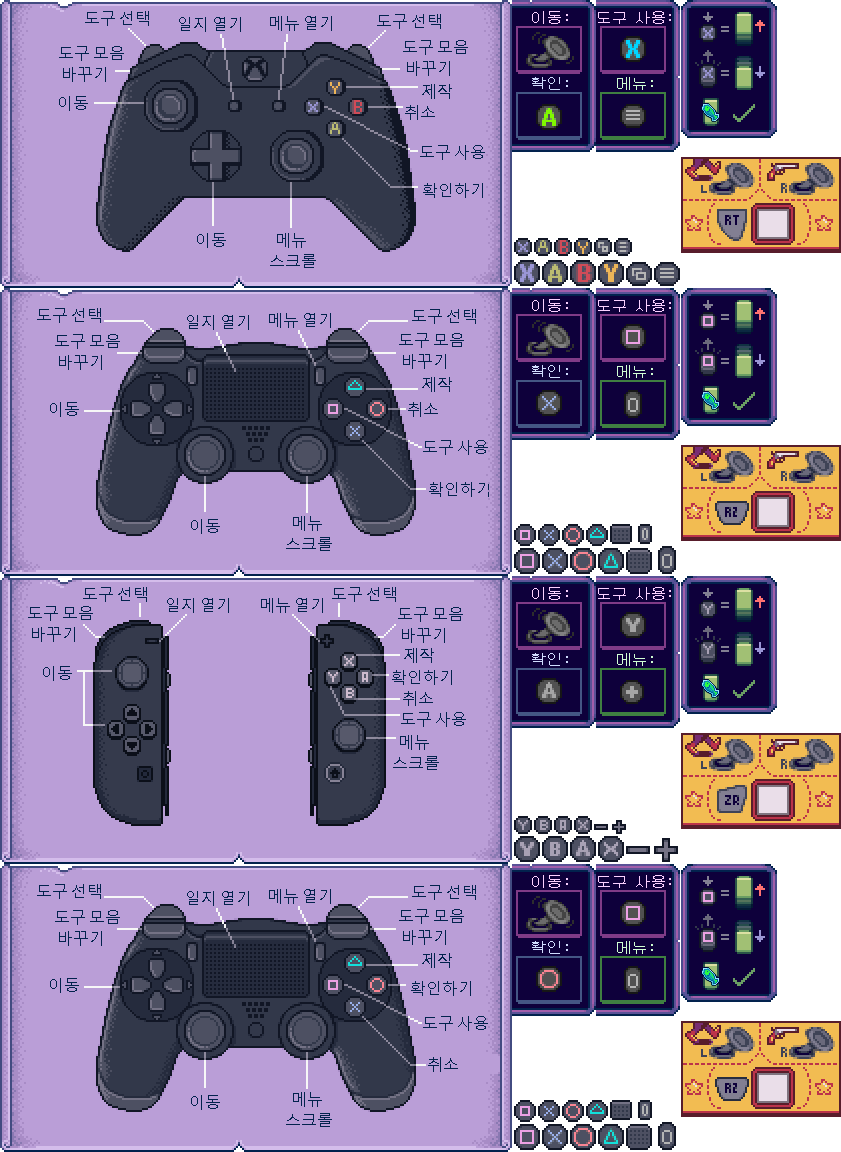 도구 선택
일지 열기
메뉴 열기
도구 선택
도구 모음
바꾸기
도구 모음
바꾸기
이동
제작
취소
도구 사용
확인하기
이동
메뉴
스크롤
Y
X
B
A
이동:
도구 사용:
X
확인:
메뉴:
A
X =
X =
L
R
RT
X A B Y
X A B Y
도구 선택
일지 열기
메뉴 열기
도구 선택
도구 모음
바꾸기
도구 모음
바꾸기
이동
제작
취소
도구 사용
확인하기
이동
메뉴
스크롤
이동:
도구 사용:
확인:
메뉴:
=
=
L
R
R2
도구 선택
일지 열기
메뉴 열기
도구 선택
도구 모음
바꾸기
도구 모음
바꾸기
이동
제작
확인하기
취소
도구 사용
메뉴
스크롤
X
Y
A
B
이동:
도구 사용:
Y
확인:
메뉴:
A
+
Y =
Y =
L
R
ZR
Y B A X − +
Y B A X − +
도구 선택
일지 열기
메뉴 열기
도구 선택
도구 모음
바꾸기
도구 모음
바꾸기
이동
제작
확인하기
도구 사용
취소
이동
메뉴
스크롤
이동:
도구 사용:
확인:
메뉴:
=
=
L
R
R2